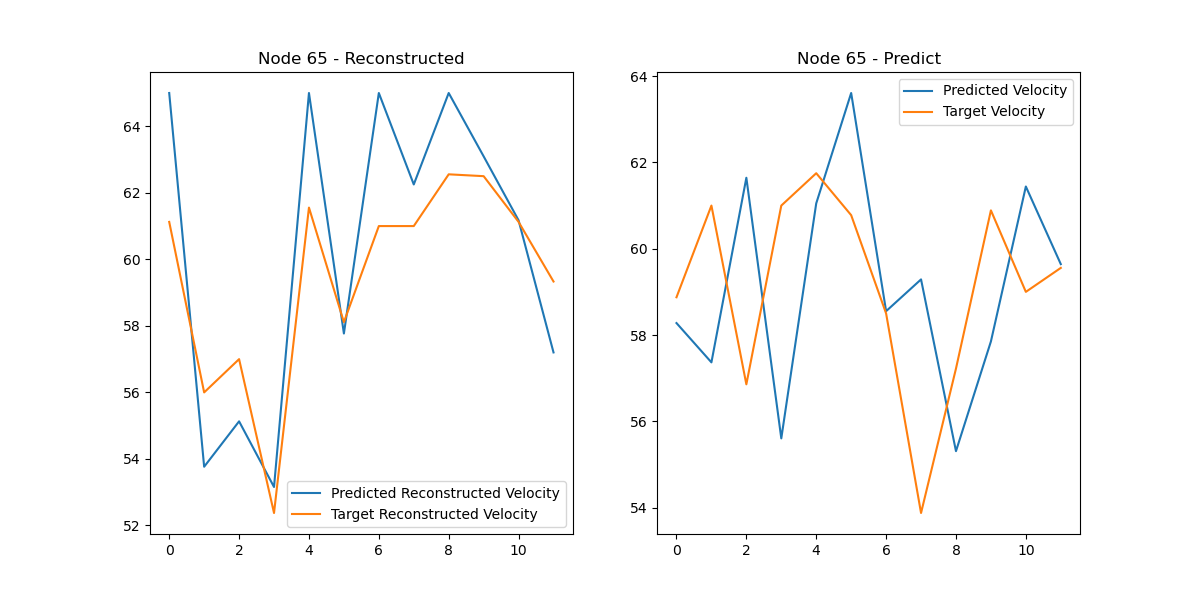 Node 65 - Reconstructed
64
62
60
58
56
54
52
0 2 4 6 8 10
Predicted Reconstructed Velocity
Target Reconstructed Velocity
Node 65 - Predict
64
62
60
58
56
54
0 2 4 6 8 10
Predicted Velocity
Target Velocity